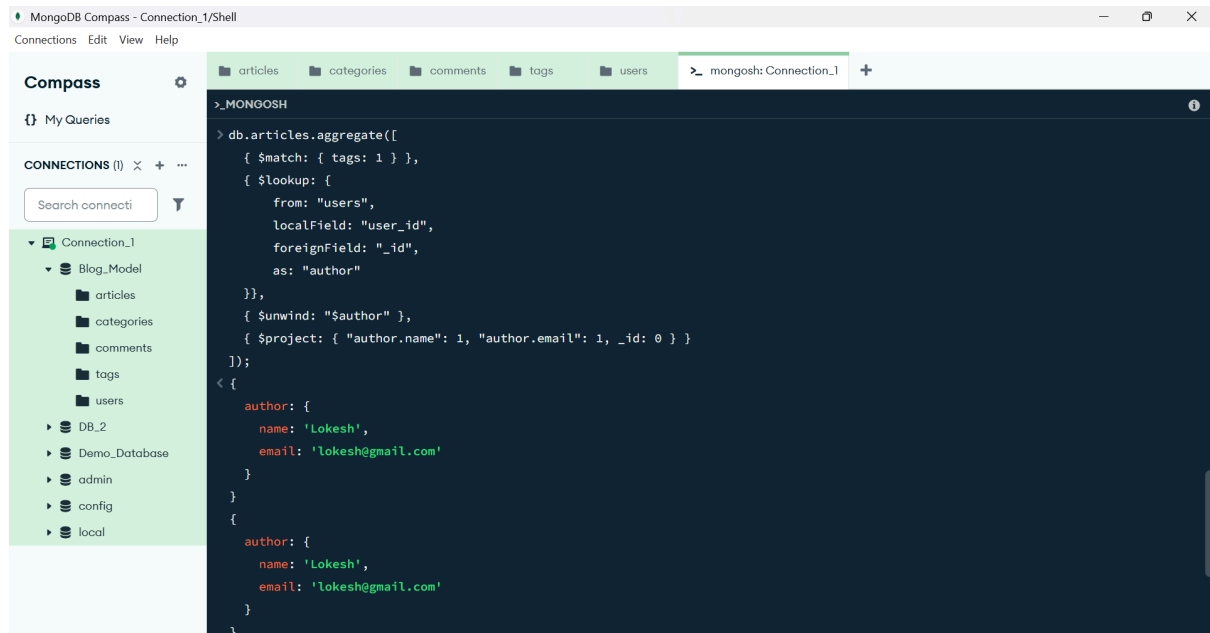 MongoDB Compass - Connection_1/Shell
Connections Edit View Help
Compass
{} My Queries
CONNECTIONS (1)
Search connecti
Connection_1
Blog_Model
articles
categories
comments
tags
users
DB_2
Demo_Database
admin
config
local
articles categories comments tags users >_ mongosh: Connection_1 +
>_MONGOSH
> db.articles.aggregate([
{ $match: { tags: 1 } },
{ $lookup: {
from: "users",
localField: "user_id",
foreignField: "_id",
as: "author"
}},
{ $unwind: "$author" },
{ $project: { "author.name": 1, "author.email": 1, _id: 0 } }
]);
< {
author: {
name: 'Lokesh',
email: 'lokesh@gmail.com'
}
}
{
author: {
name: 'Lokesh',
email: 'lokesh@gmail.com'
}
}